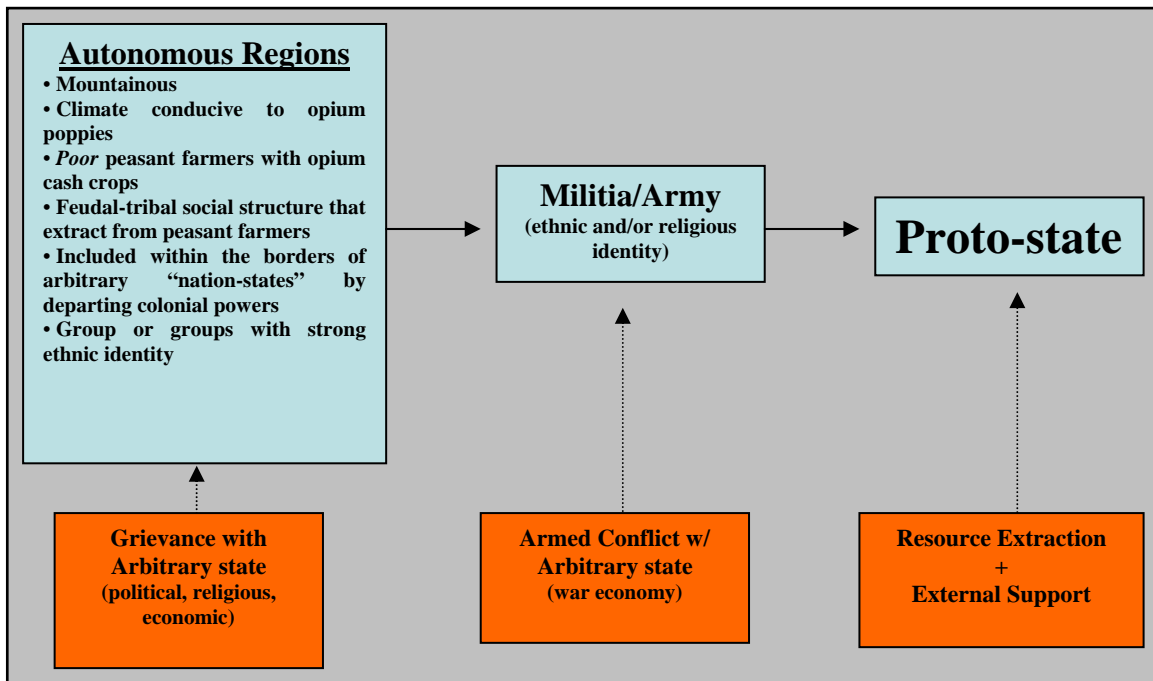 Autonomous Regions
• Mountainous
• Climate conducive to opium
poppies
• Poor peasant farmers with opium
cash crops
• Feudal-tribal social structure that
extract from peasant farmers
• Included within the borders of
arbitrary “nation-states” by
departing colonial powers
• Group or groups with strong
ethnic identity
Militia/Army
(ethnic and/or religious
identity)
Proto-state
Grievance with
Arbitrary state
(political, religious,
economic)
Armed Conflict w/
Arbitrary state
(war economy)
Resource Extraction
+
External Support